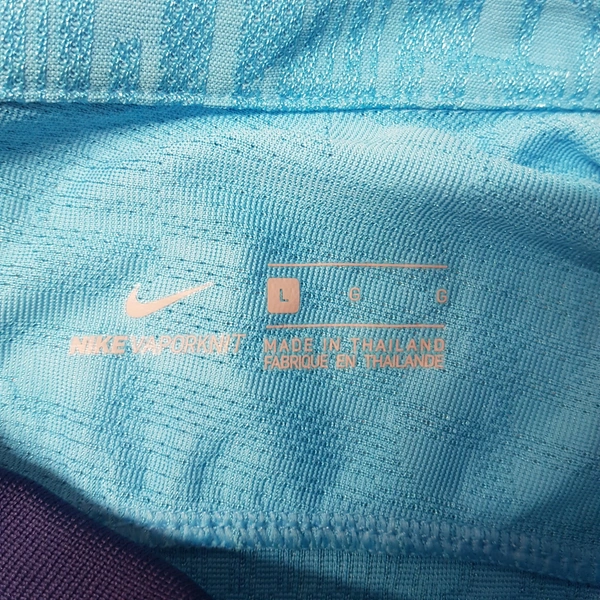 NIKE VAPORKNIT
L G G
MADE IN THAILAND
FABRIQUE EN THAILANDE